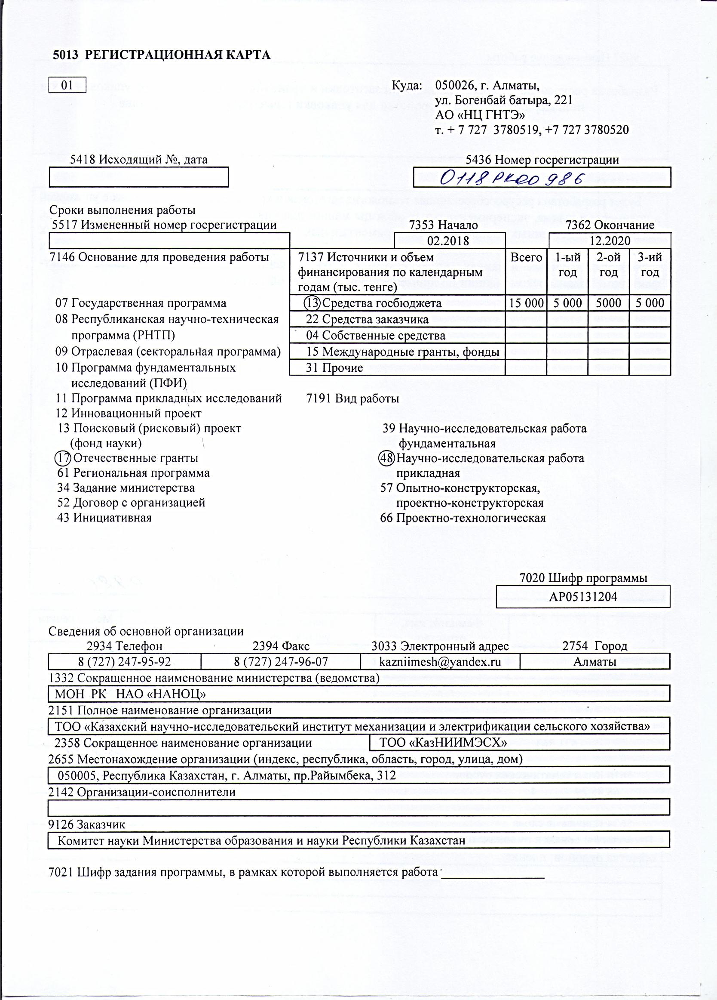 5013 РЕГИСТРАЦИОННАЯ КАРТА
01
Куда: 050026, г. Алматы,
ул. Богенбай батыра, 221
АО «НЦ ГНТЭ»
т. + 7 727 3780519, +7 727 3780520
5418 Исходящий №, дата
5436 Номер госрегистрации
0118РК00986
Сроки выполнения работы
5517 Измененный номер госрегистрации 7353 Начало 7362 Окончание
02.2018 12.2020
7146 Основание для проведения работы
7137 Источники и объем финансирования по календарным годам (тыс. тенге) Всего 1-ый год 2-ой год 3-ий год
13 Средства госбюджета 15 000 5 000 5000 5 000
22 Средства заказчика
04 Собственные средства
15 Международные гранты, фонды
31 Прочие
07 Государственная программа
08 Республиканская научно-техническая
программа (РНТП)
09 Отраслевая (секторальная программа)
10 Программа фундаментальных
исследований (ПФИ)
11 Программа прикладных исследований
12 Инновационный проект
13 Поисковый (рисковый) проект
(фонд науки)
17 Отечественные гранты
61 Региональная программа
34 Задание министерства
52 Договор с организацией
43 Инициативная
7191 Вид работы
39 Научно-исследовательская работа
фундаментальная
48 Научно-исследовательская работа
прикладная
57 Опытно-конструкторская,
проектно-конструкторская
66 Проектно-технологическая
7020 Шифр программы
АР05131204
Сведения об основной организации
2934 Телефон 2394 Факс 3033 Электронный адрес 2754 Город
8 (727) 247-95-92 8 (727) 247-96-07 kazniimesh@yandex.ru Алматы
1332 Сокращенное наименование министерства (ведомства)
МОН РК НАО «НАНОЦ»
2151 Полное наименование организации
ТОО «Казахский научно-исследовательский институт механизации и электрификации сельского хозяйства»
2358 Сокращенное наименование организации ТОО «КазНИИМЭСХ»
2655 Местонахождение организации (индекс, республика, область, город, улица, дом)
050005, Республика Казахстан, г. Алматы, пр.Райымбека, 312
2142 Организации-соисполнители
9126 Заказчик
Комитет науки Министерства образования и науки Республики Казахстан
7021 Шифр задания программы, в рамках которой выполняется работа